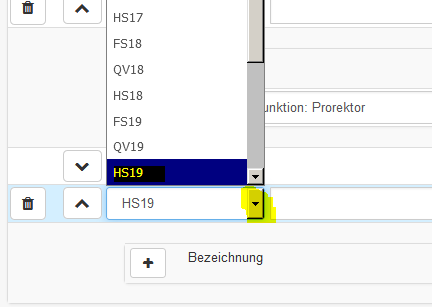 HS17
FS18
QV18
HS18
FS19
unktion: Prorektor
QV19
HS19
HS19
Bezeichnung